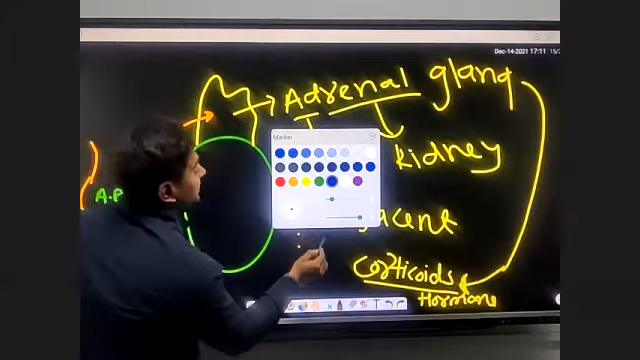 Dec-14-2021 17:11
Adrenal gland
Marker
kidney
A.P
acent
corticoids
Hormone